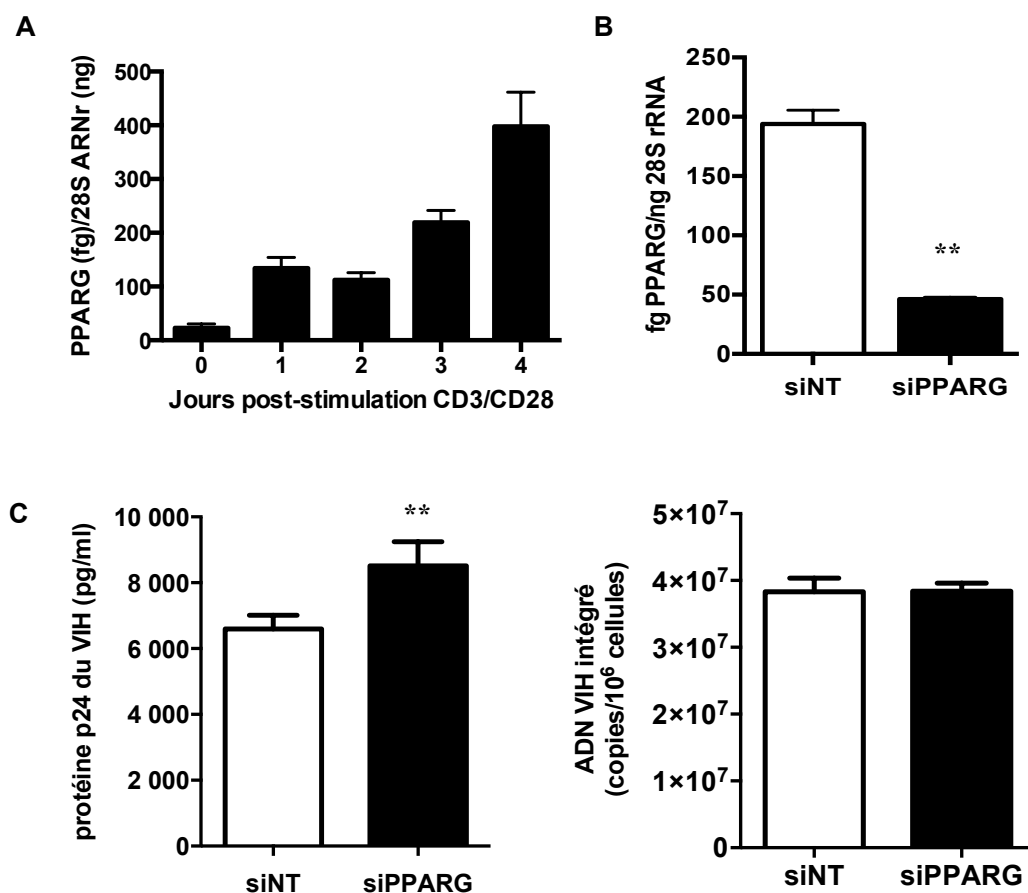 A
PPARG (fg)/28S ARNr (ng)
500
400
300
200
100
0
0 1 2 3 4
Jours post-stimulation CD3/CD28
B
fg PPARG/ng 28S rRNA
250
200
150
100
50
0
**
siNT siPPARG
C
protéine p24 du VIH (pg/ml)
10 000
8 000
6 000
4 000
2 000
0
**
siNT siPPARG
ADN VIH intégré
(copies/10⁶ cellules)
5×10⁷
4×10⁷
3×10⁷
2×10⁷
1×10⁷
0
siNT siPPARG